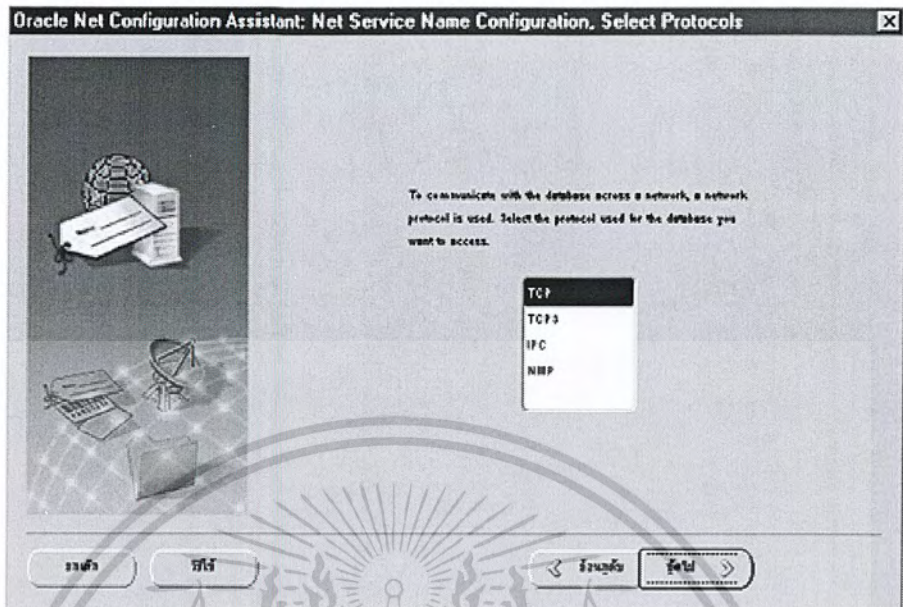 Oracle Net Configuration Assistant: Net Service Name Configuration, Select Protocols
To communicate with the database across a network, a network
protocol is used. Select the protocol used for the database you
want to access.
TCP
TCPS
IPC
NMP
ยกเลิก
วิธีใช้
ย้อนกลับ
ถัดไป